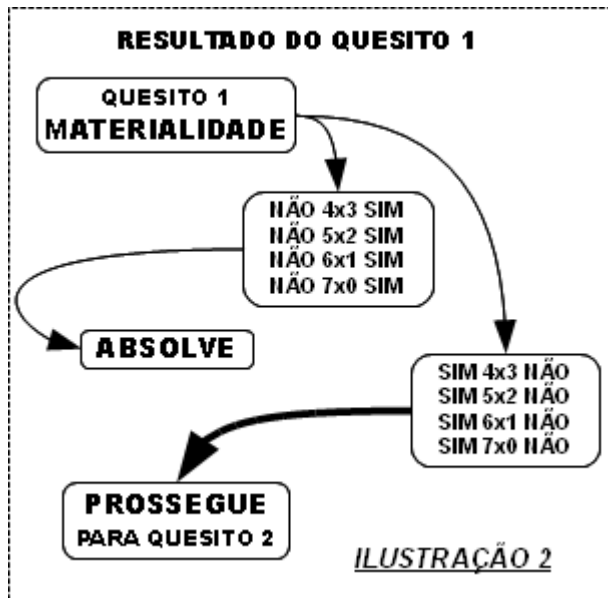 RESULTADO DO QUESITO 1
QUESITO 1
MATERIALIDADE
NÃO 4x3 SIM
NÃO 5x2 SIM
NÃO 6x1 SIM
NÃO 7x0 SIM
ABSOLVE
SIM 4x3 NÃO
SIM 5x2 NÃO
SIM 6x1 NÃO
SIM 7x0 NÃO
PROSSEGUE
PARA QUESITO 2
ILUSTRAÇÃO 2